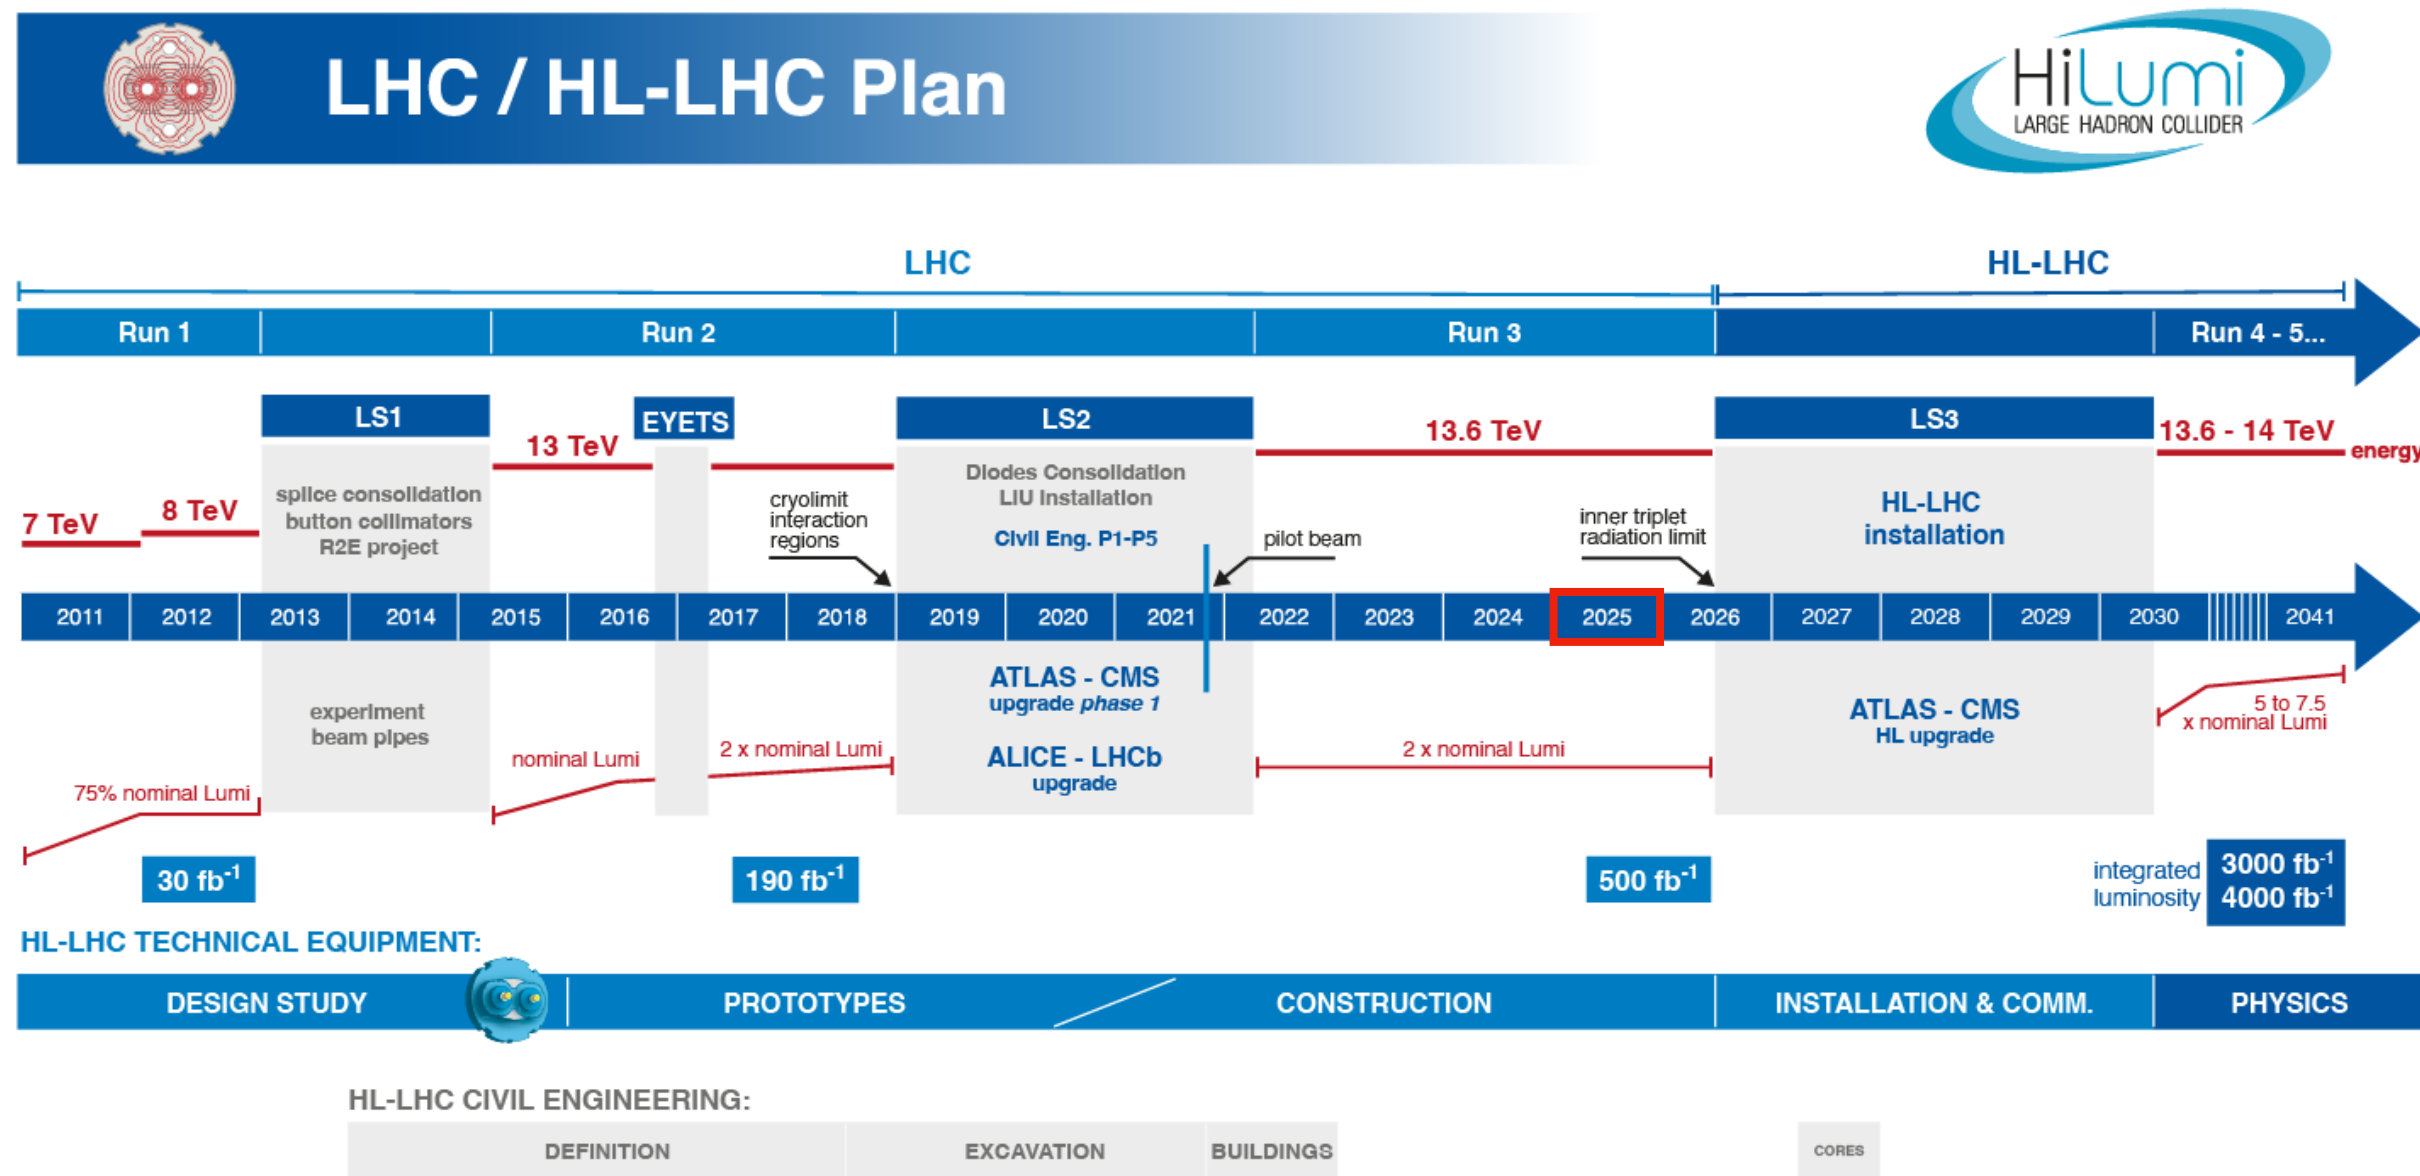 LHC / HL-LHC Plan
HiLumi
LARGE HADRON COLLIDER
LHC
HL-LHC
Run 1
Run 2
Run 3
Run 4 - 5...
LS1
EYETS
LS2
LS3
13 TeV
13.6 TeV
13.6 - 14 TeV
energy
7 TeV
8 TeV
splice consolidation
button collimators
R2E project
cryolimit
interaction
regions
Diodes Consolidation
LIU Installation
Civil Eng. P1-P5
pilot beam
inner triplet
radiation limit
HL-LHC
installation
2011 2012 2013 2014 2015 2016 2017 2018 2019 2020 2021 2022 2023 2024 2025 2026 2027 2028 2029 2030 2041
experiment
beam pipes
ATLAS - CMS
upgrade phase 1
ALICE - LHCb
upgrade
ATLAS - CMS
HL upgrade
75% nominal Lumi
nominal Lumi
2 x nominal Lumi
2 x nominal Lumi
5 to 7.5
x nominal Lumi
30 fb⁻¹
190 fb⁻¹
500 fb⁻¹
integrated
luminosity
3000 fb⁻¹
4000 fb⁻¹
HL-LHC TECHNICAL EQUIPMENT:
DESIGN STUDY
PROTOTYPES
CONSTRUCTION
INSTALLATION & COMM.
PHYSICS
HL-LHC CIVIL ENGINEERING:
DEFINITION
EXCAVATION
BUILDINGS
CORES